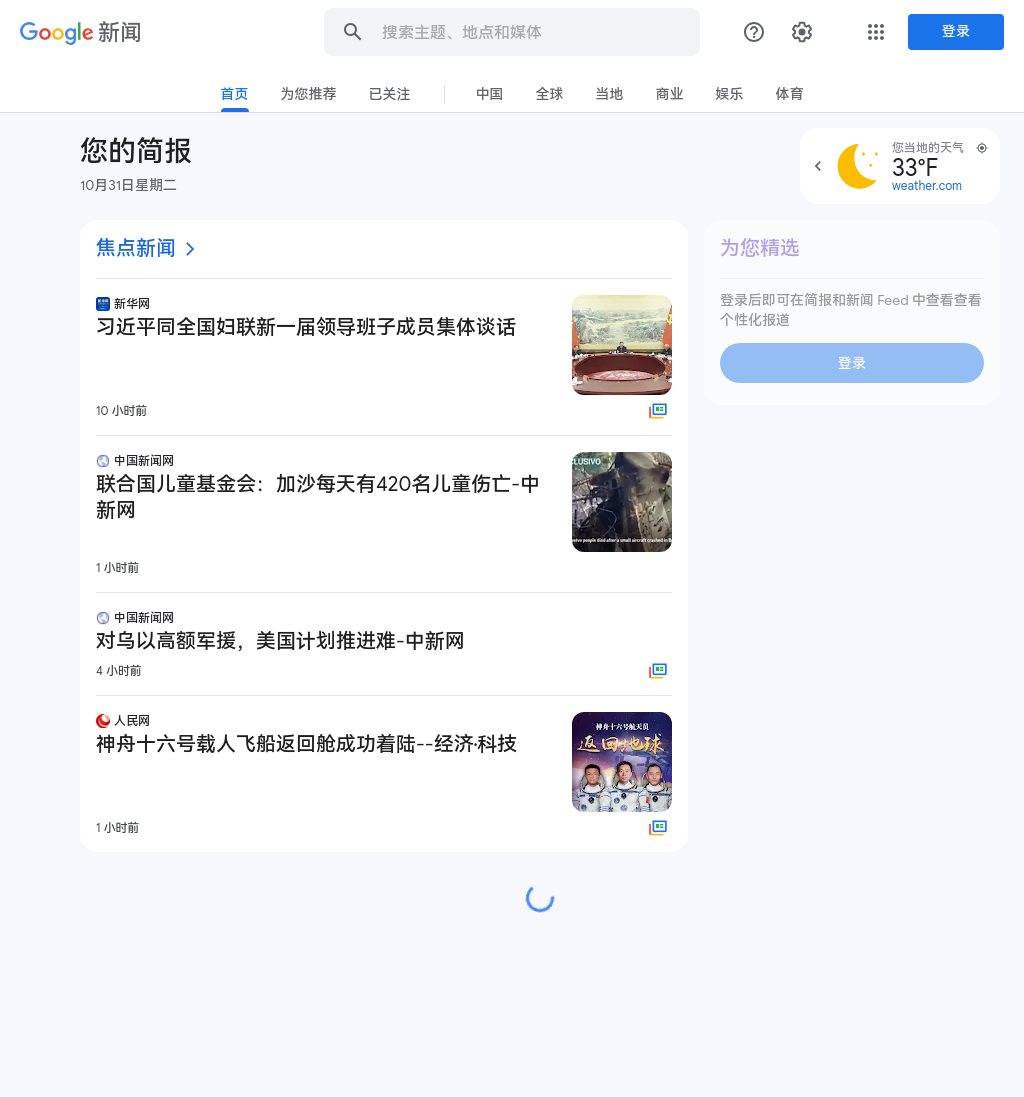 Google 新闻
搜索主题、地点和媒体
登录
首页
为您推荐
已关注
中国
全球
当地
商业
娱乐
体育
您的简报
10月31日星期二
您当地的天气
33°F
weather.com
焦点新闻
新华网
习近平同全国妇联新一届领导班子成员集体谈话
10 小时前
中国新闻网
联合国儿童基金会：加沙每天有420名儿童伤亡-中
新网
CLUSIVO
twelve people died after a small aircraft crashed in B
1 小时前
中国新闻网
对乌以高额军援，美国计划推进难-中新网
4 小时前
人民网
神舟十六号载人飞船返回舱成功着陆--经济·科技
神舟十六号航天员
返回地球
1 小时前
为您精选
登录后即可在简报和新闻 Feed 中查看查看
个性化报道
登录